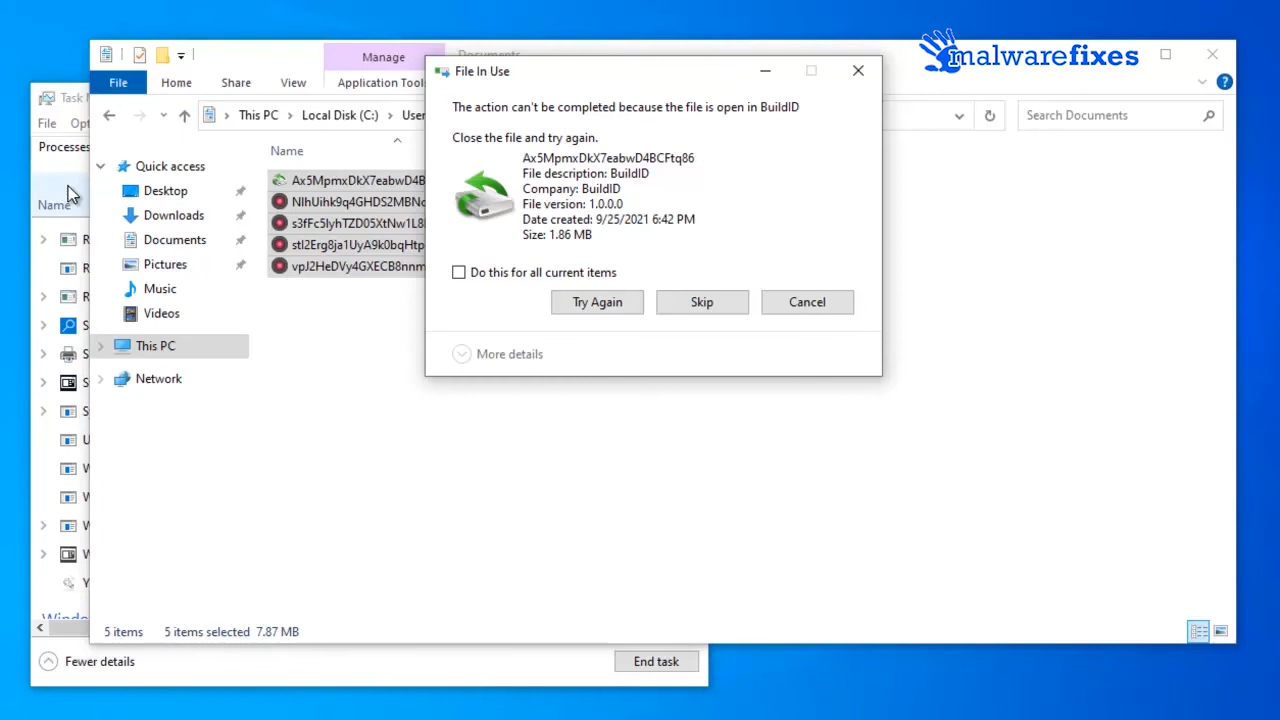 Manage
Documents
malwarefixes
File
Home
Share
View
Application Tool
This PC
Local Disk (C:)
User
Search Documents
File In Use
The action can't be completed because the file is open in BuildID
Close the file and try again.
Ax5MpmxDkX7eabwD4BCFtq86
File description: BuildID
Company: BuildID
File version: 1.0.0.0
Date created: 9/25/2021 6:42 PM
Size: 1.86 MB
Do this for all current items
Try Again
Skip
Cancel
More details
Task
File
Opt
Processes
Name
R
R
R
S
S
S
S
U
W
W
W
W
Y
Quick access
Desktop
Downloads
Documents
Pictures
Music
Videos
This PC
Network
Name
Ax5MpmxDkX7eabwD4B
5 items
5 items selected
7.87 MB
Fewer details
End task